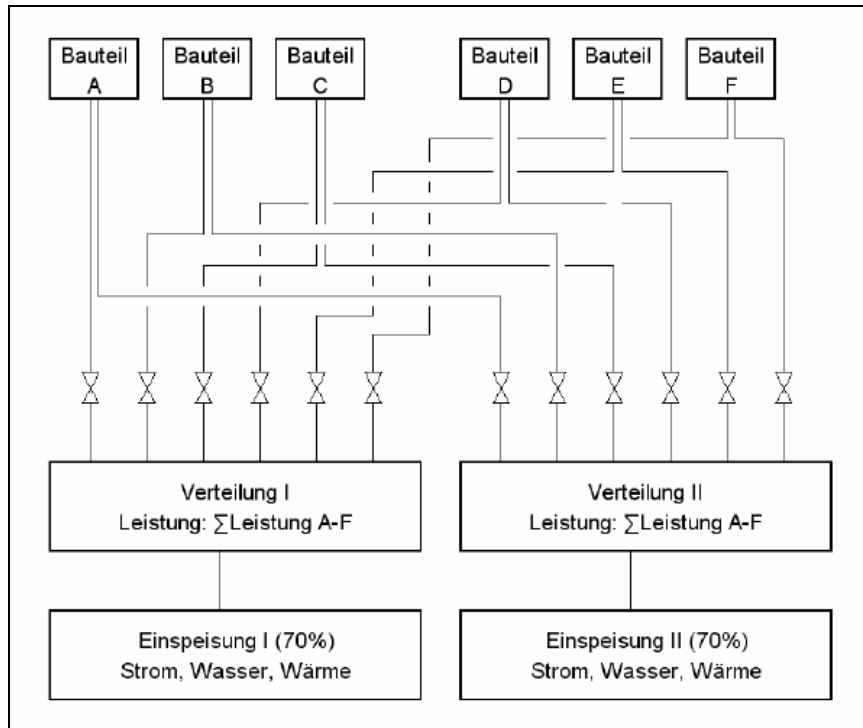 Bauteil
A
Bauteil
B
Bauteil
C
Bauteil
D
Bauteil
E
Bauteil
F
Verteilung I
Leistung: ∑Leistung A-F
Verteilung II
Leistung: ∑Leistung A-F
Einspeisung I (70%)
Strom, Wasser, Wärme
Einspeisung II (70%)
Strom, Wasser, Wärme